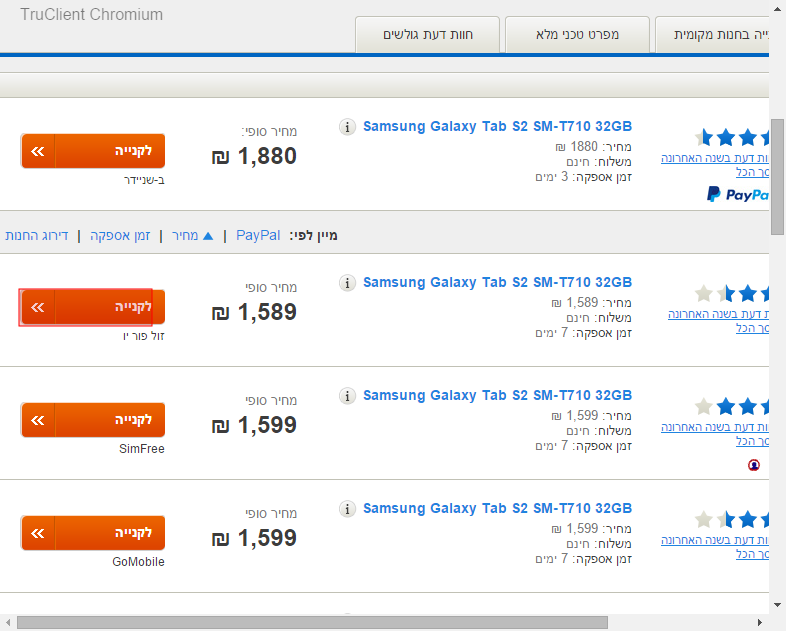 TruClient Chromium
ייה בחנות מקומית
מפרט טכני מלא
חוות דעת גולשים
Samsung Galaxy Tab S2 SM-T710 32GB
מחיר: 1880 ₪
משלוח: חינם
זמן אספקה: 3 ימים
ות דעת בשנה האחרונה
סך הכל
PayPa
מחיר סופי:
1,880 ₪
לקנייה
ב-שניידר
מיין לפי: PayPal | מחיר | זמן אספקה | דירוג החנות
Samsung Galaxy Tab S2 SM-T710 32GB
מחיר: 1,589 ₪
משלוח: חינם
זמן אספקה: 7 ימים
ת דעת בשנה האחרונה
סך הכל
מחיר סופי
1,589 ₪
לקנייה
זול פור יו
Samsung Galaxy Tab S2 SM-T710 32GB
מחיר: 1,599 ₪
משלוח: חינם
זמן אספקה: 7 ימים
ות דעת בשנה האחרונה
סך הכל
מחיר סופי
1,599 ₪
לקנייה
SimFree
Samsung Galaxy Tab S2 SM-T710 32GB
מחיר: 1,599 ₪
משלוח: חינם
זמן אספקה: 7 ימים
ות דעת בשנה האחרונה
סך הכל
מחיר סופי
1,599 ₪
לקנייה
GoMobile